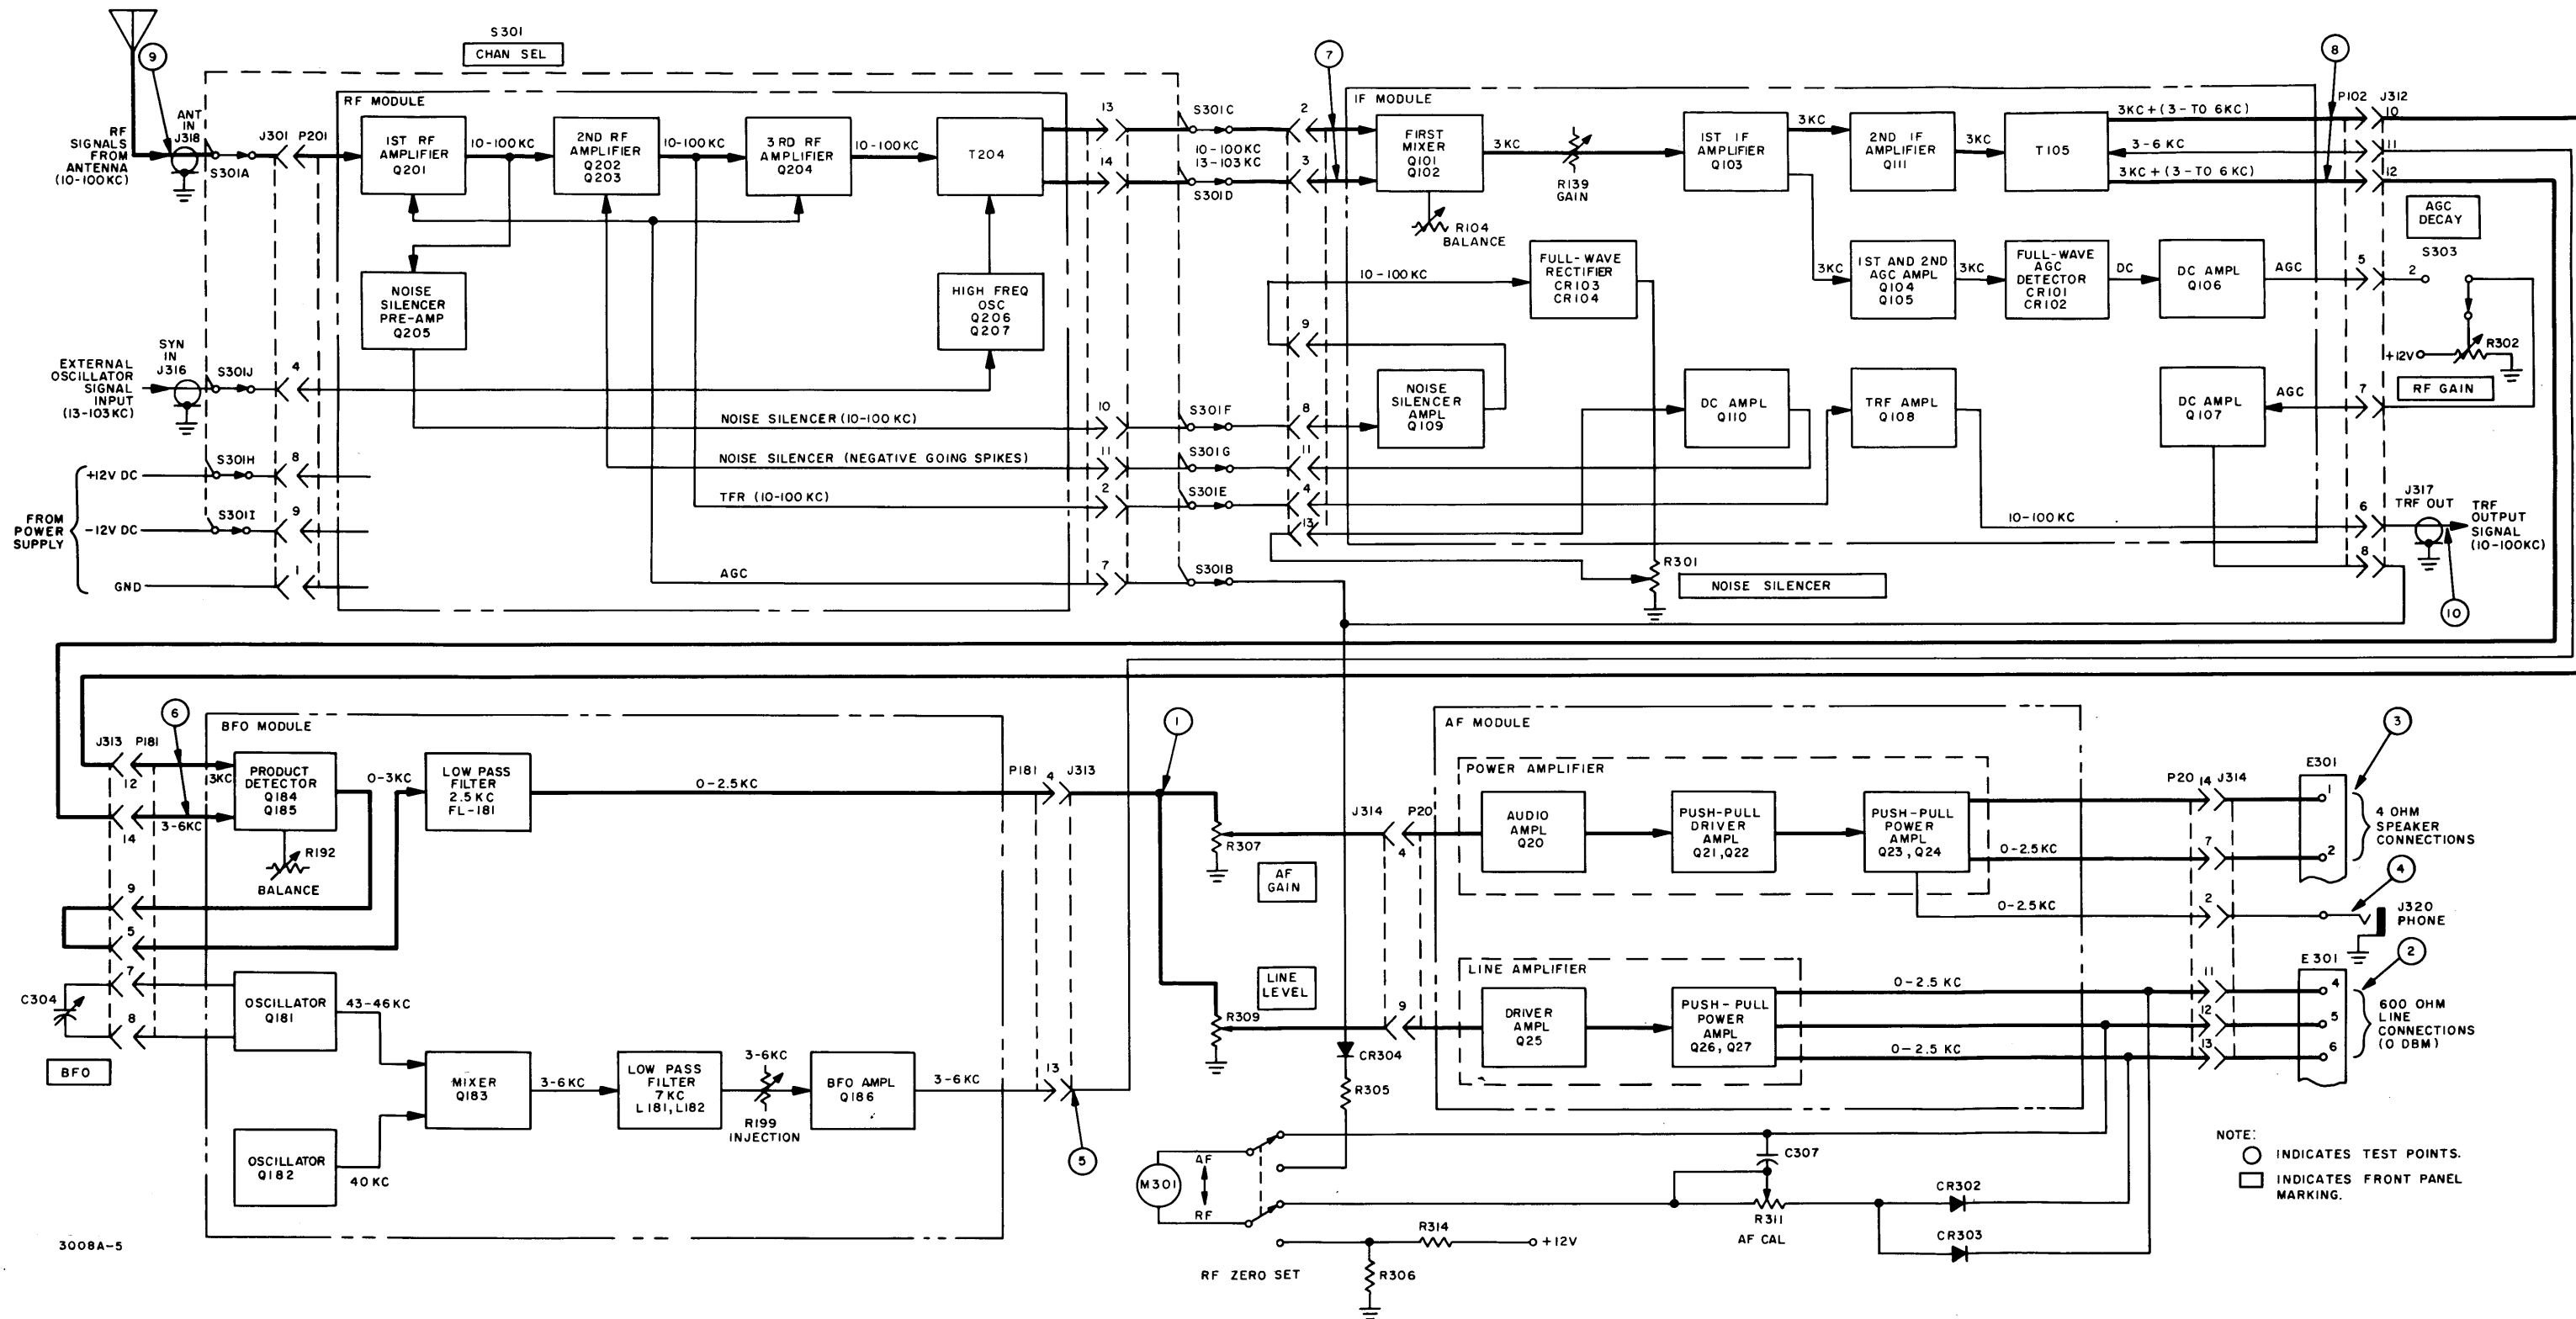 S301
CHAN SEL
9
RF
SIGNALS
FROM
ANTENNA
(10-100KC)
ANT
IN
J318
S301A
J301 P201
RF MODULE
1ST RF
AMPLIFIER
Q201
10-100KC
2ND RF
AMPLIFIER
Q202
Q203
10-100KC
3RD RF
AMPLIFIER
Q204
10-100KC
T204
NOISE
SILENCER
PRE-AMP
Q205
HIGH FREQ
OSC
Q206
Q207
EXTERNAL
OSCILLATOR
SIGNAL
INPUT
(13-103KC)
SYN
IN
J316
S301J
4
FROM
POWER
SUPPLY
+12V DC
S301H
8
-12V DC
S301I
9
GND
1
NOISE SILENCER (10-100 KC)
NOISE SILENCER (NEGATIVE GOING SPIKES)
TFR (10-100KC)
AGC
13
14
10
11
2
7
S301C
10-100KC
13-103KC
S301D
S301F
S301G
S301E
S301B
2
3
9
8
11
4
13
7
IF MODULE
FIRST
MIXER
Q101
Q102
R104
BALANCE
3KC
R139
GAIN
1ST IF
AMPLIFIER
Q103
3KC
2ND IF
AMPLIFIER
Q111
3KC
T105
3KC+(3-TO 6KC)
3-6 KC
3KC+(3-TO 6KC)
8
P102 J312
10
11
12
10-100KC
FULL-WAVE
RECTIFIER
CR103
CR104
3KC
1ST AND 2ND
AGC AMPL
Q104
Q105
3KC
FULL-WAVE
AGC
DETECTOR
CR101
CR102
DC
DC AMPL
Q106
AGC
5
2
AGC
DECAY
S303
+12V
R302
RF GAIN
NOISE
SILENCER
AMPL
Q109
DC AMPL
Q110
TRF AMPL
Q108
DC AMPL
Q107
AGC
7
10-100KC
6
8
J317
TRF OUT
TRF
OUTPUT
SIGNAL
(10-100KC)
10
R301
NOISE SILENCER
6
BFO MODULE
J313 P181
12
14
3KC
3-6KC
PRODUCT
DETECTOR
Q184
Q185
R192
BALANCE
0-3KC
LOW PASS
FILTER
2.5KC
FL-181
0-2.5KC
9
5
7
8
C304
BFO
OSCILLATOR
Q181
43-46KC
OSCILLATOR
Q182
40KC
MIXER
Q183
3-6KC
LOW PASS
FILTER
7KC
L181,L182
3-6KC
R199
INJECTION
BFO AMPL
Q186
3-6KC
P181 4 J313
13
5
1
R307
AF
GAIN
LINE
LEVEL
R309
J314 P20
4
9
AF MODULE
POWER AMPLIFIER
AUDIO
AMPL
Q20
PUSH-PULL
DRIVER
AMPL
Q21,Q22
PUSH-PULL
POWER
AMPL
Q23,Q24
0-2.5KC
0-2.5KC
LINE AMPLIFIER
DRIVER
AMPL
Q25
PUSH-PULL
POWER
AMPL
Q26,Q27
0-2.5 KC
0-2.5 KC
P20 14 J314
7
2
11
12
13
E301
1
2
3
4 OHM
SPEAKER
CONNECTIONS
4
J320
PHONE
E301
2
4
5
6
600 OHM
LINE
CONNECTIONS
(0 DBM)
CR304
R305
M301
AF
RF
C307
R311
AF CAL
CR302
CR303
R314
+12V
R306
RF ZERO SET
NOTE:
INDICATES TEST POINTS.
INDICATES FRONT PANEL
MARKING.
3008A-5